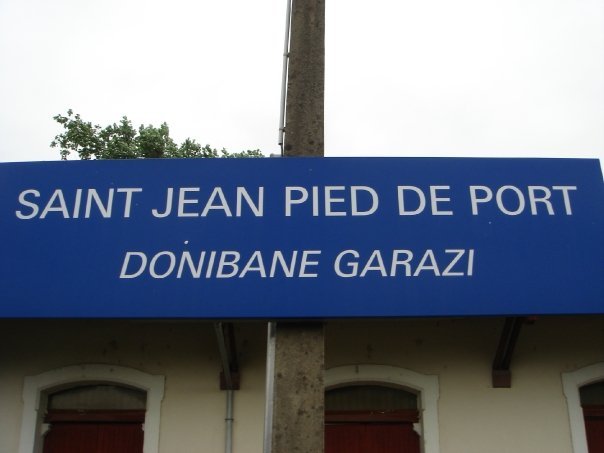 SAINT JEAN PIED DE PORT
DONIBANE GARAZI